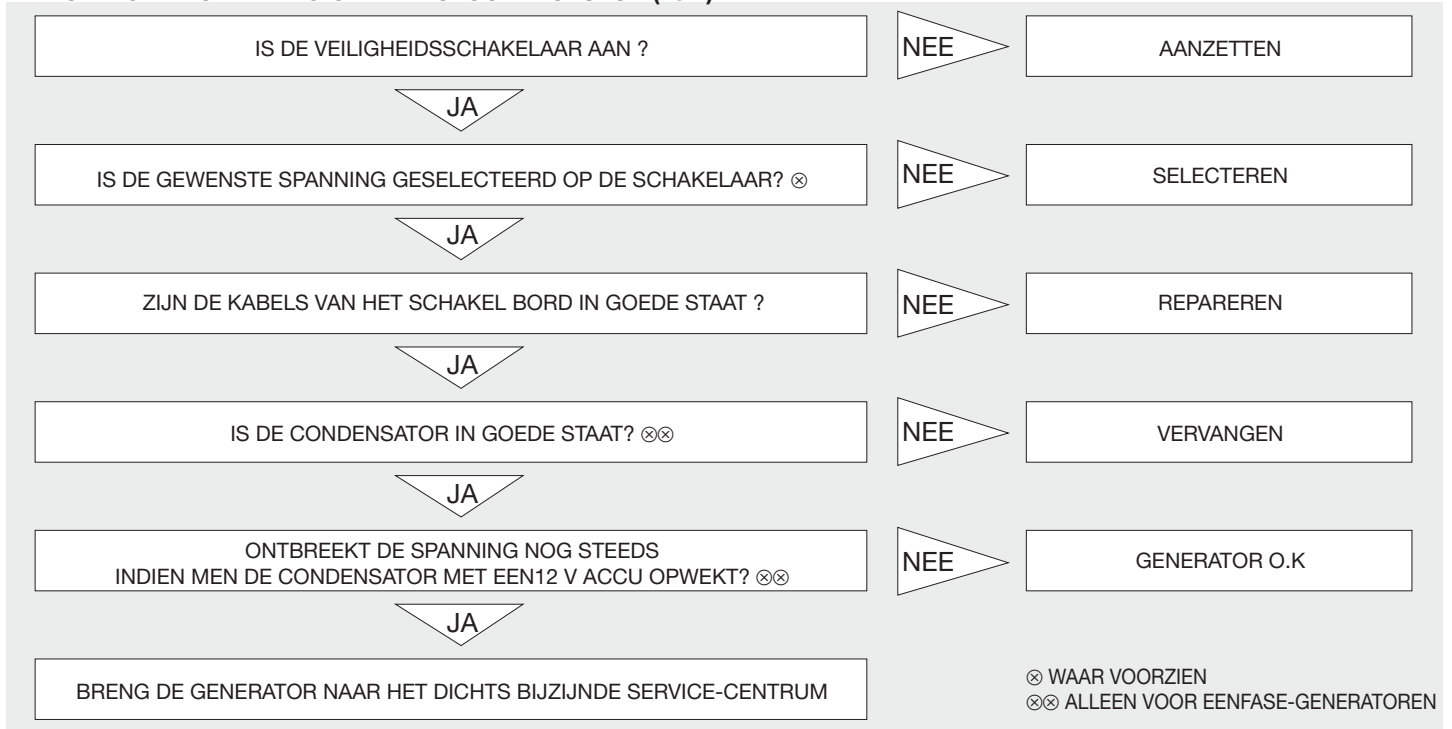 IS DE VEILIGHEIDSSCHAKELAAR AAN ?
NEE
AANZETTEN
JA
IS DE GEWENSTE SPANNING GESELECTEERD OP DE SCHAKELAAR? ⊗
NEE
SELECTEREN
JA
ZIJN DE KABELS VAN HET SCHAKEL BORD IN GOEDE STAAT ?
NEE
REPAREREN
JA
IS DE CONDENSATOR IN GOEDE STAAT? ⊗⊗
NEE
VERVANGEN
JA
ONTBREEKT DE SPANNING NOG STEEDS
INDIEN MEN DE CONDENSATOR MET EEN12 V ACCU OPWEKT? ⊗⊗
NEE
GENERATOR O.K
JA
BRENG DE GENERATOR NAAR HET DICHTS BIJZIJNDE SERVICE-CENTRUM
⊗ WAAR VOORZIEN
⊗⊗ ALLEEN VOOR EENFASE-GENERATOREN